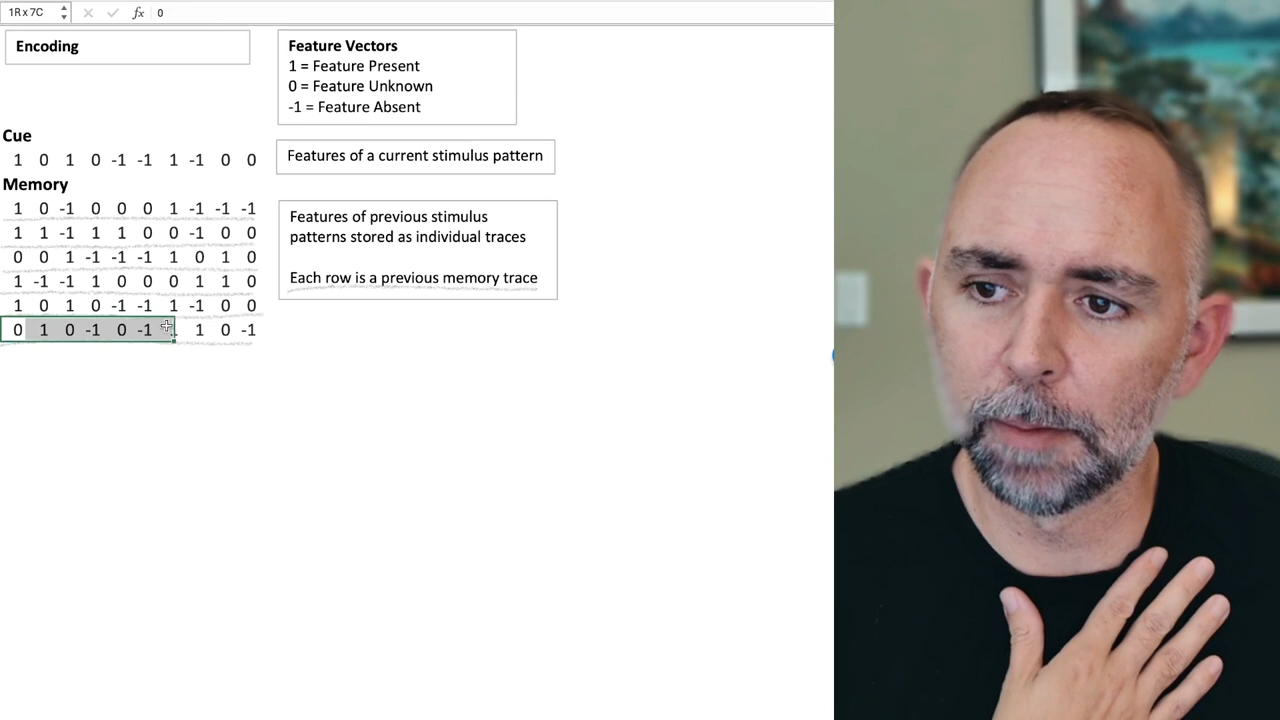 1R x 7C fx 0
Encoding
Feature Vectors
1 = Feature Present
0 = Feature Unknown
-1 = Feature Absent
Cue
1 0 1 0 -1 -1 1 -1 0 0
Features of a current stimulus pattern
Memory
1 0 -1 0 0 0 1 -1 -1 -1
1 1 -1 1 1 0 0 -1 0 0
0 0 1 -1 -1 -1 1 0 1 0
1 -1 -1 1 0 0 0 1 1 0
1 0 1 0 -1 -1 1 -1 0 0
0 1 0 -1 0 -1 1 0 -1
Features of previous stimulus
patterns stored as individual traces
Each row is a previous memory trace